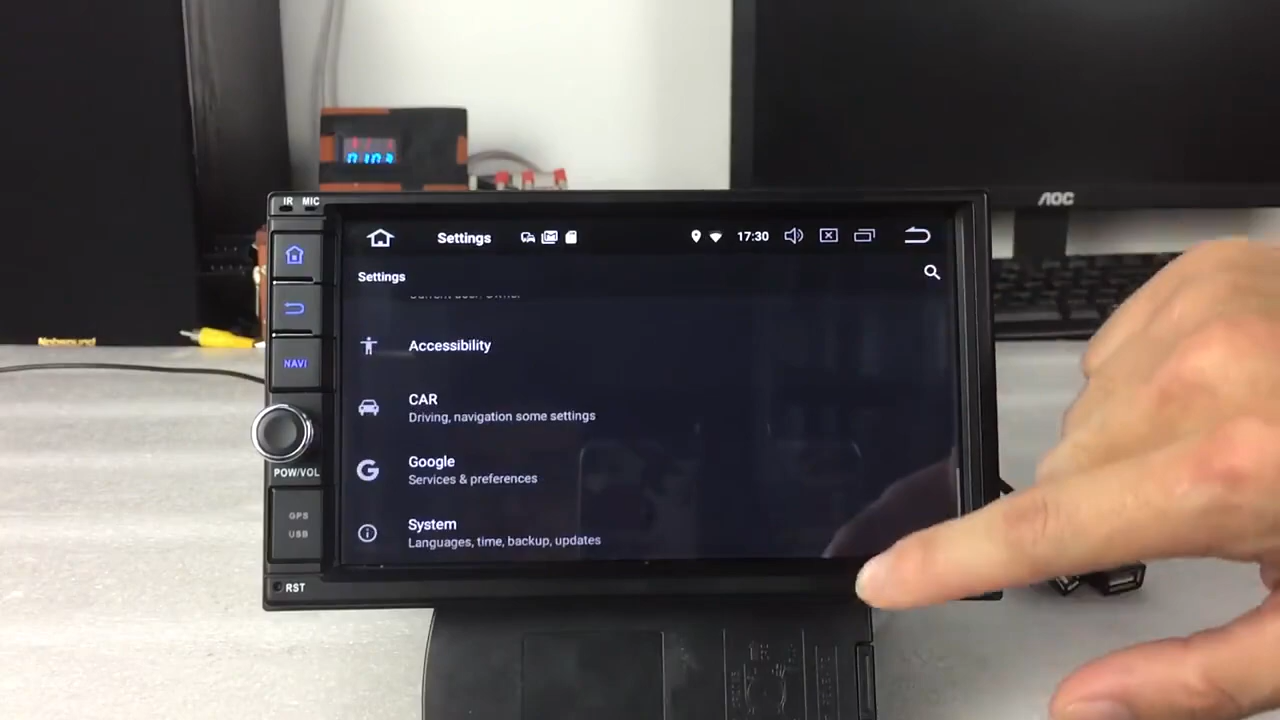 AOC
IR MIC
Settings
17:30
Settings
Accessibility
NAVI
CAR
Driving, navigation some settings
Google
POW/VOL
Services & preferences
GPS
System
USB
Languages, time, backup, updates
RST